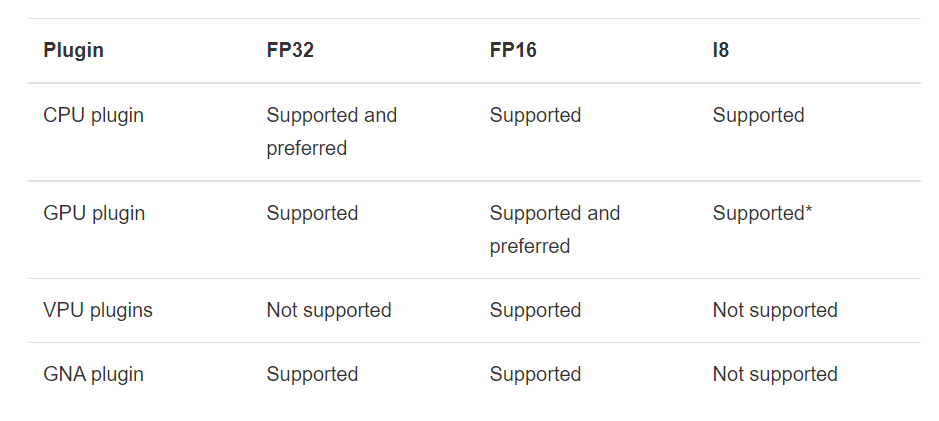 Plugin FP32 FP16 I8
CPU plugin Supported and preferred Supported Supported
GPU plugin Supported Supported and preferred Supported*
VPU plugins Not supported Supported Not supported
GNA plugin Supported Supported Not supported